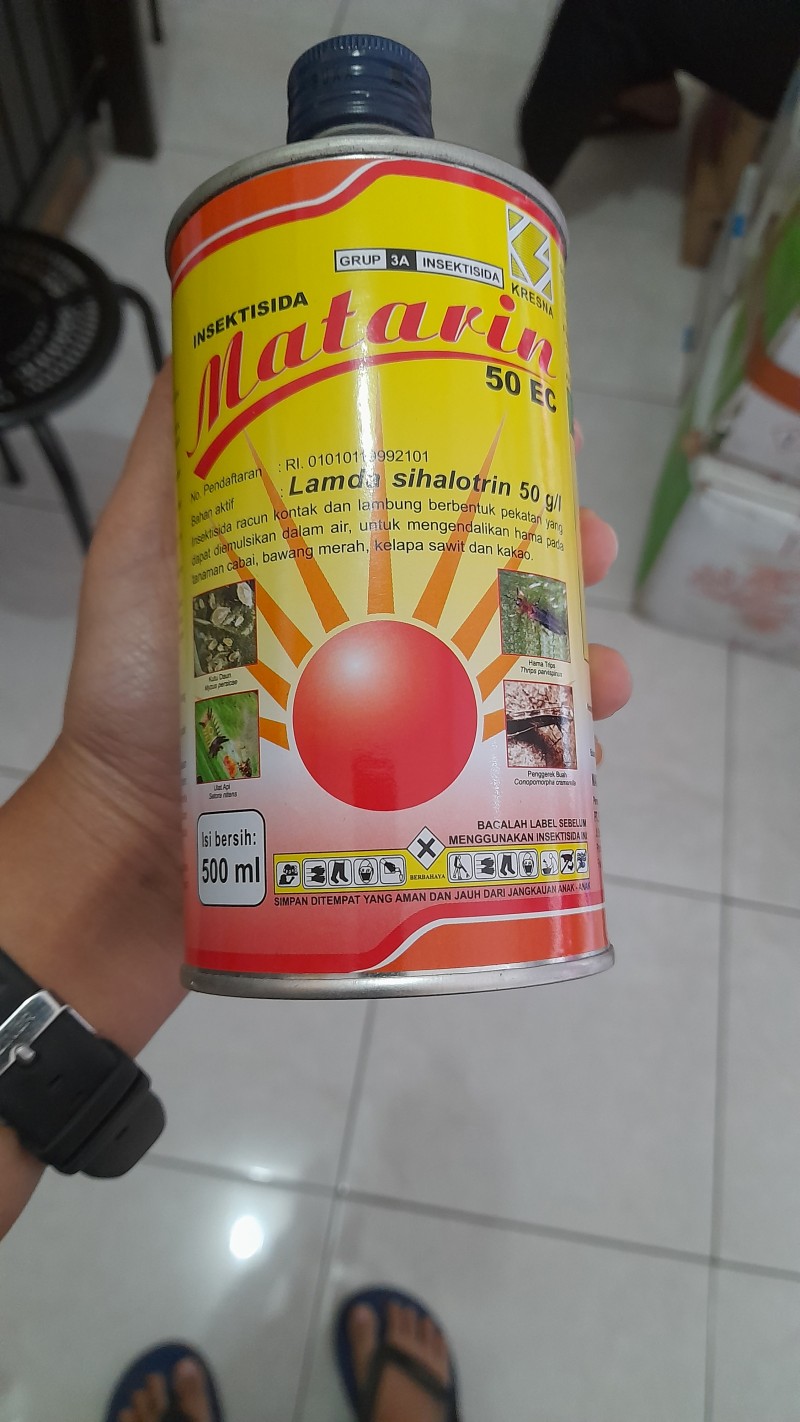 GRUP 3A INSEKTISIDA
KRESNA
INSEKTISIDA
Matarin
50 EC
No. Pendaftaran : RI. 01010119992101
Bahan aktif : Lamda sihalotrin 50 g/l
Insektisida racun kontak dan lambung berbentuk pekatan yang
dapat diemulsikan dalam air, untuk mengendalikan hama pada
tanaman cabai, bawang merah, kelapa sawit dan kakao.
Kutu Daun
Myzus persicae
Hama Trips
Thrips parvispinus
Ulat Api
Setora nitens
Penggerek Buah
Conopomorpha cramerella
Isi bersih:
500 ml
BACALAH LABEL SEBELUM
MENGGUNAKAN INSEKTISIDA INI
BERBAHAYA
SIMPAN DITEMPAT YANG AMAN DAN JAUH DARI JANGKAUAN ANAK - ANAK